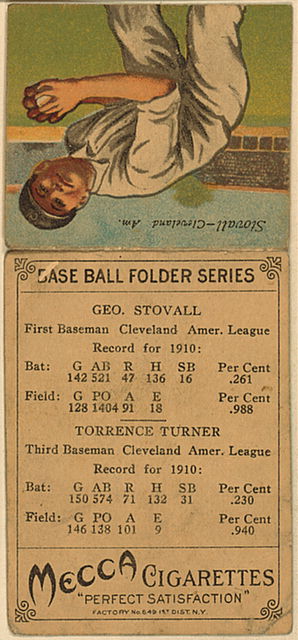 Stovall-Cleveland Am.
BASE BALL FOLDER SERIES
GEO. STOVALL
First Baseman Cleveland Amer. League
Record for 1910:
Bat: G AB R H SB Per Cent
142 521 47 136 16 .261
Field: G PO A E Per Cent
128 1404 91 18 .988
TORRENCE TURNER
Third Baseman Cleveland Amer. League
Record for 1910:
Bat: G AB R H SB Per Cent
150 574 71 132 31 .230
Field: G PO A E Per Cent
146 138 101 9 .940
MECCA CIGARETTES
"PERFECT SATISFACTION"
FACTORY No. 649 1ST DIST. N.Y.